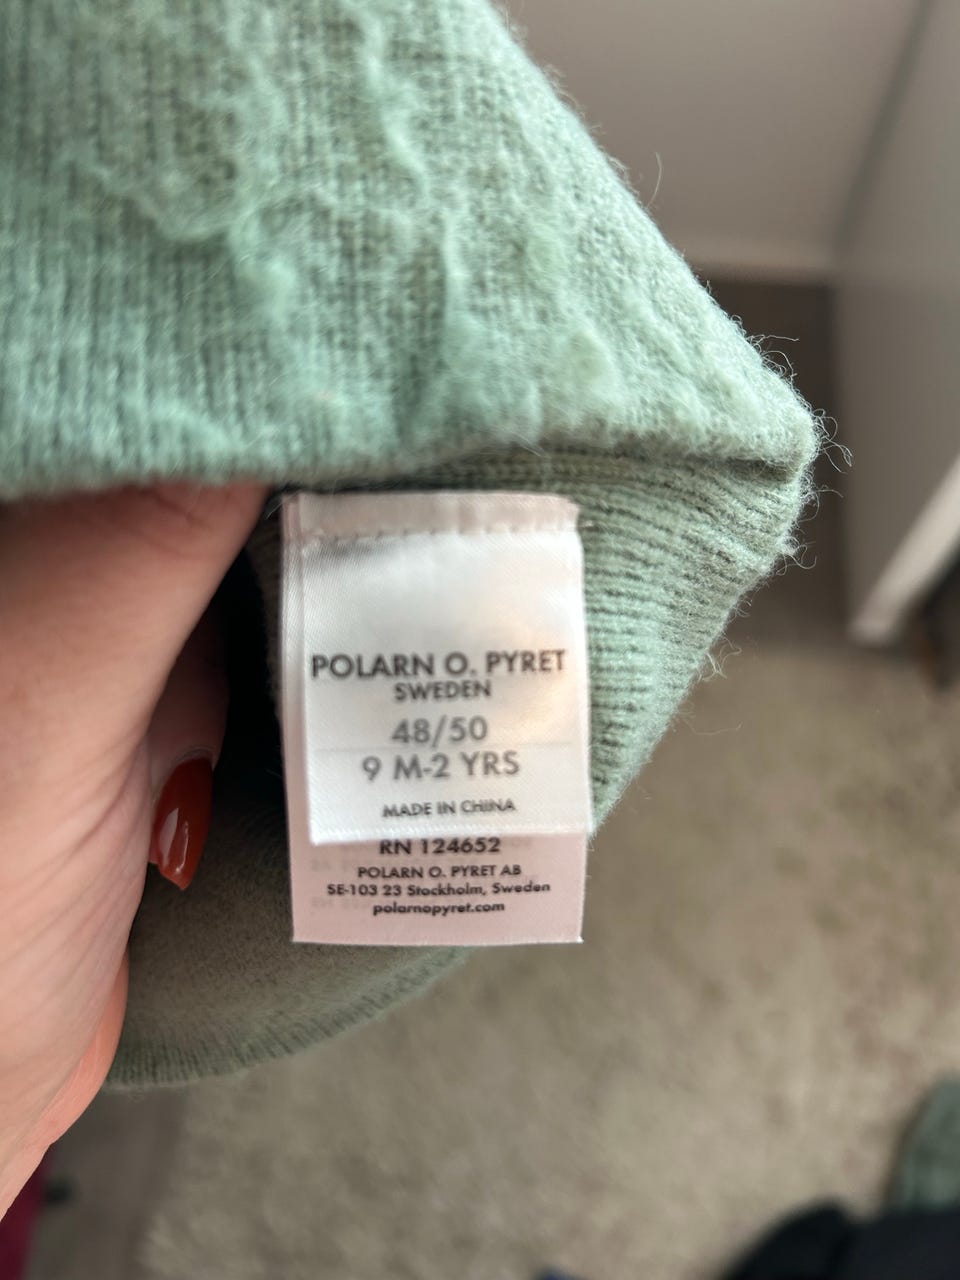 POLARN O. PYRET
SWEDEN
48/50
9 M-2 YRS
MADE IN CHINA
RN 124652
POLARN O. PYRET AB
SE-103 23 Stockholm, Sweden
polarnopyret.com